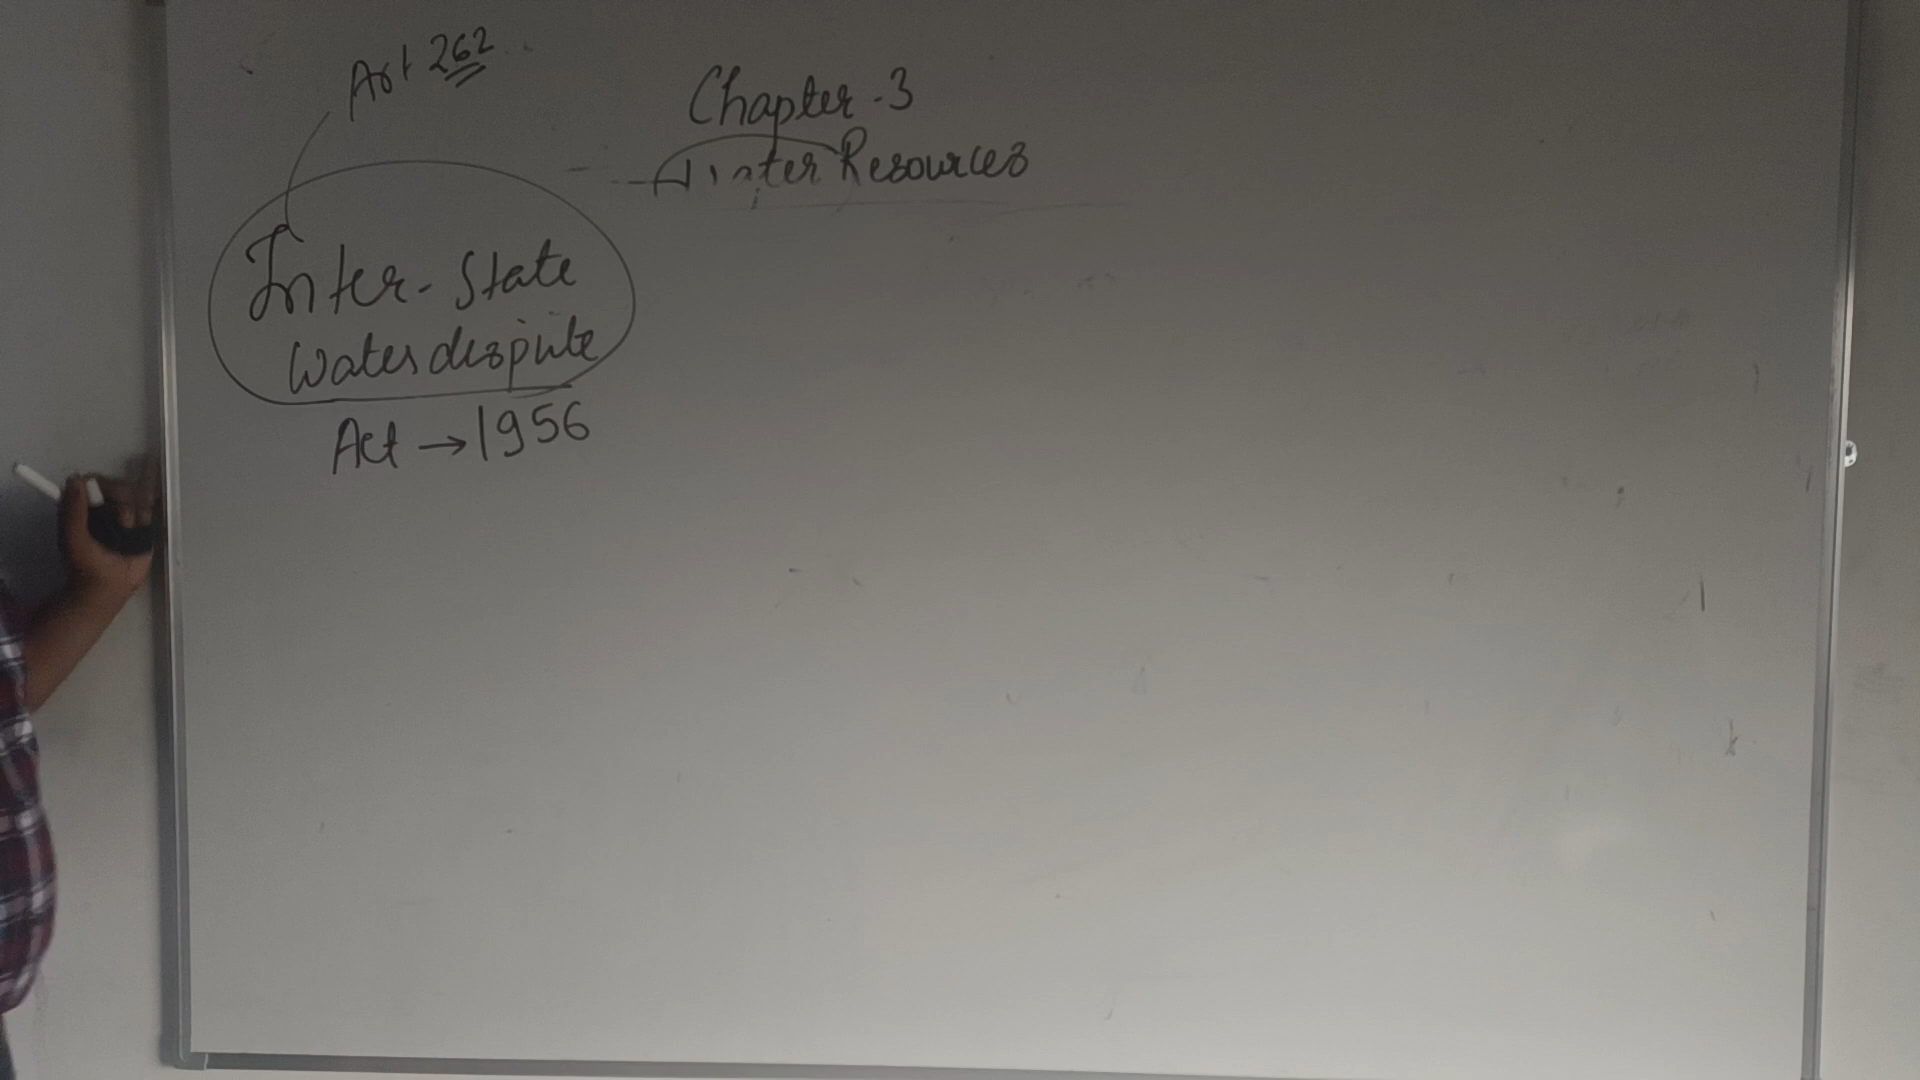 Art 262
Chapter - 3
Water Resources
Inter - State
Water dispute
Act → 1956